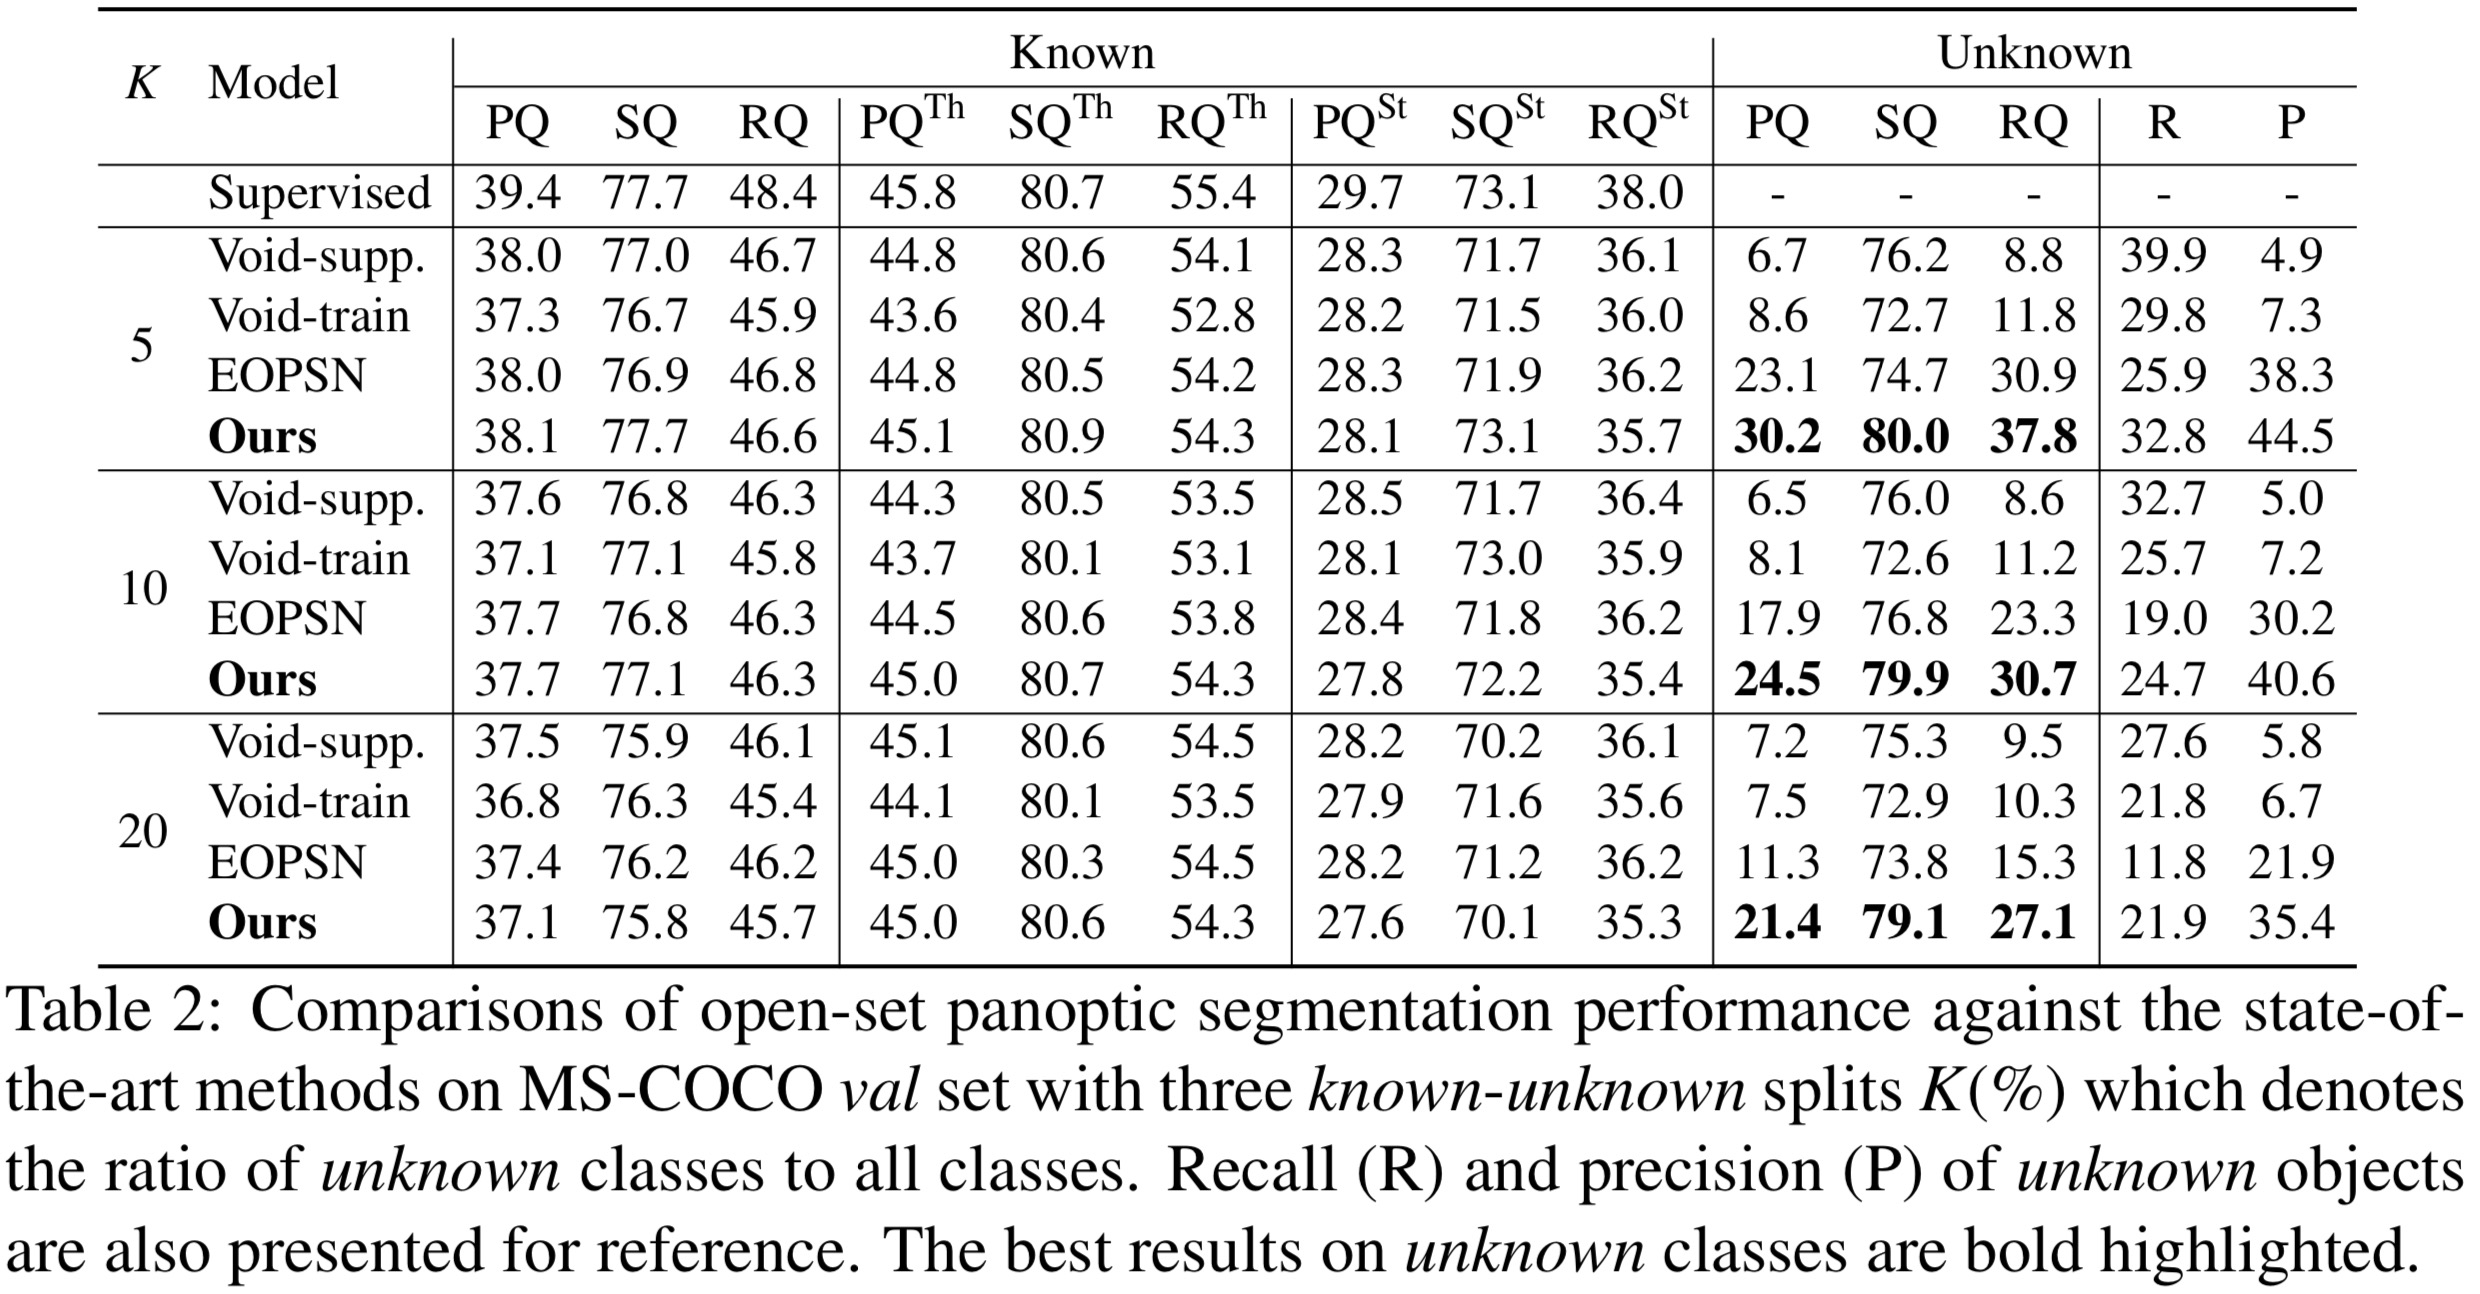 K Model Known Unknown
PQ SQ RQ PQ^Th SQ^Th RQ^Th PQ^St SQ^St RQ^St PQ SQ RQ R P
Supervised 39.4 77.7 48.4 45.8 80.7 55.4 29.7 73.1 38.0 - - - - -
5
Void-supp. 38.0 77.0 46.7 44.8 80.6 54.1 28.3 71.7 36.1 6.7 76.2 8.8 39.9 4.9
Void-train 37.3 76.7 45.9 43.6 80.4 52.8 28.2 71.5 36.0 8.6 72.7 11.8 29.8 7.3
EOPSN 38.0 76.9 46.8 44.8 80.5 54.2 28.3 71.9 36.2 23.1 74.7 30.9 25.9 38.3
Ours 38.1 77.7 46.6 45.1 80.9 54.3 28.1 73.1 35.7 30.2 80.0 37.8 32.8 44.5
10
Void-supp. 37.6 76.8 46.3 44.3 80.5 53.5 28.5 71.7 36.4 6.5 76.0 8.6 32.7 5.0
Void-train 37.1 77.1 45.8 43.7 80.1 53.1 28.1 73.0 35.9 8.1 72.6 11.2 25.7 7.2
EOPSN 37.7 76.8 46.3 44.5 80.6 53.8 28.4 71.8 36.2 17.9 76.8 23.3 19.0 30.2
Ours 37.7 77.1 46.3 45.0 80.7 54.3 27.8 72.2 35.4 24.5 79.9 30.7 24.7 40.6
20
Void-supp. 37.5 75.9 46.1 45.1 80.6 54.5 28.2 70.2 36.1 7.2 75.3 9.5 27.6 5.8
Void-train 36.8 76.3 45.4 44.1 80.1 53.5 27.9 71.6 35.6 7.5 72.9 10.3 21.8 6.7
EOPSN 37.4 76.2 46.2 45.0 80.3 54.5 28.2 71.2 36.2 11.3 73.8 15.3 11.8 21.9
Ours 37.1 75.8 45.7 45.0 80.6 54.3 27.6 70.1 35.3 21.4 79.1 27.1 21.9 35.4
Table 2: Comparisons of open-set panoptic segmentation performance against the state-of-
the-art methods on MS-COCO val set with three known-unknown splits K(%) which denotes
the ratio of unknown classes to all classes. Recall (R) and precision (P) of unknown objects
are also presented for reference. The best results on unknown classes are bold highlighted.